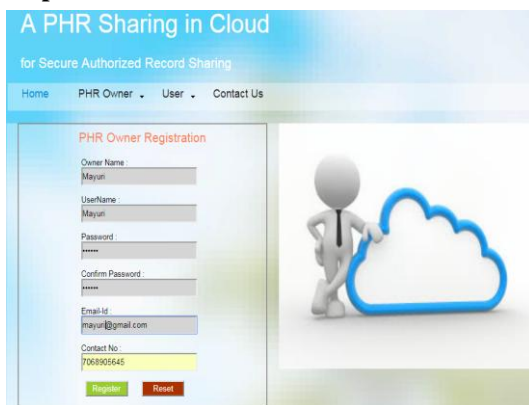 A PHR Sharing in Cloud
for Secure Authorized Record Sharing
Home PHR Owner User Contact Us
PHR Owner Registration
Owner Name :
Mayuri
UserName :
Mayuri
Password :
••••••
Confirm Password :
••••••
Email-Id
mayuri@gmail.com
Contact No :
7068905645
Register Reset